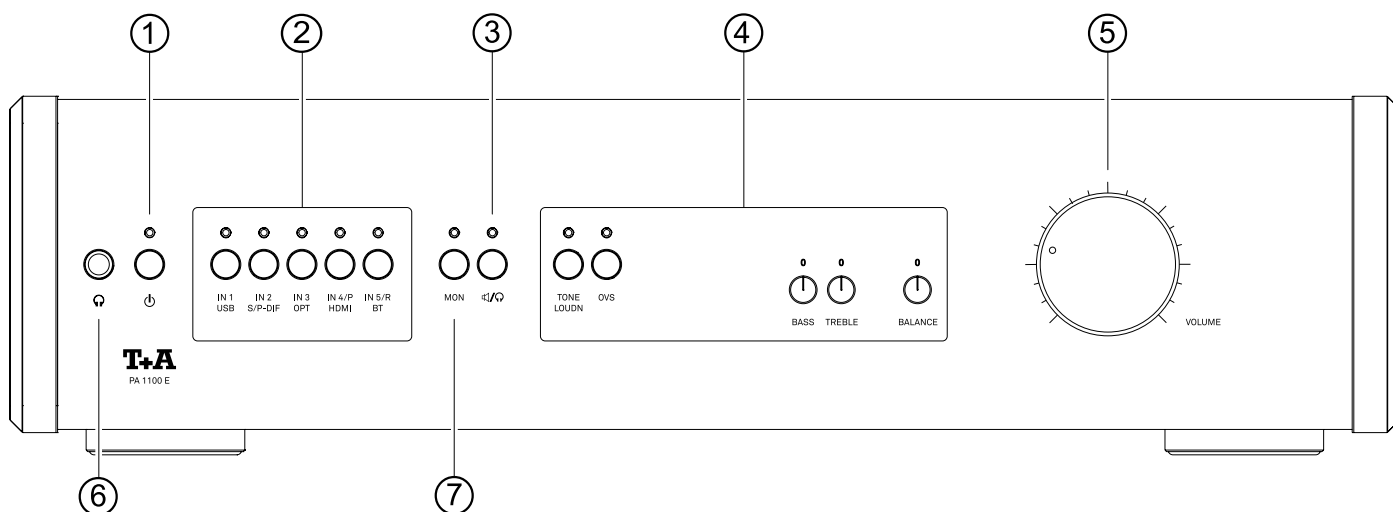 1 2 3 4 5
0 0 0
IN 1 USB
IN 2 S/P-DIF
IN 3 OPT
IN 4/P HDMI
IN 5/R BT
MON
/
TONE LOUDN
OVS
BASS
TREBLE
BALANCE
VOLUME
T+A
PA 1100 E
6 7